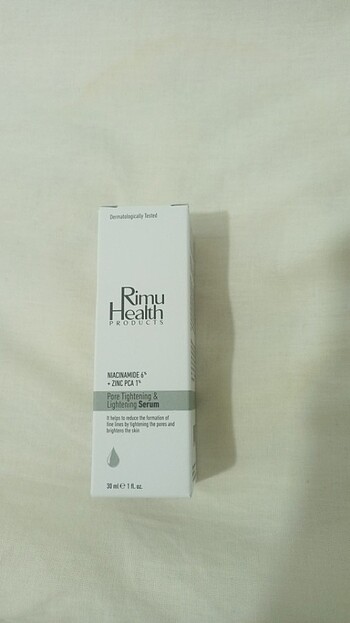 Dermatologically Tested
Rimu
Health
PRODUCTS
NIACINAMIDE 6%
+ ZINC PCA 1%
Pore Tightening &
Lightening Serum
It helps to reduce the formation of
fine lines by tightening the pores and
brightens the skin
30 ml ℮ 1 fl. oz.